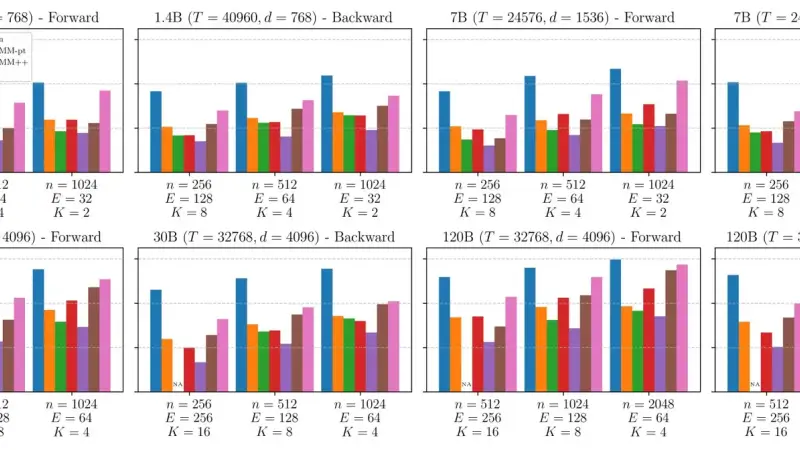 768) - Forward
1.4B (T = 40960, d = 768) - Backward
7B (T = 24576, d = 1536) - Forward
7B (T = 24
MM-pt
MM++
12
4
4
n = 1024
E = 32
K = 2
n = 256
E = 128
K = 8
n = 512
E = 64
K = 4
n = 1024
E = 32
K = 2
n = 256
E = 128
K = 8
n = 512
E = 64
K = 4
n = 1024
E = 32
K = 2
n = 256
E = 128
K = 8
4096) - Forward
30B (T = 32768, d = 4096) - Backward
120B (T = 32768, d = 4096) - Forward
120B (T = 3
NA
NA
NA
12
28
8
n = 1024
E = 64
K = 4
n = 256
E = 256
K = 16
n = 512
E = 128
K = 8
n = 1024
E = 64
K = 4
n = 512
E = 256
K = 16
n = 1024
E = 128
K = 8
n = 2048
E = 64
K = 4
n = 512
E = 256
K = 16